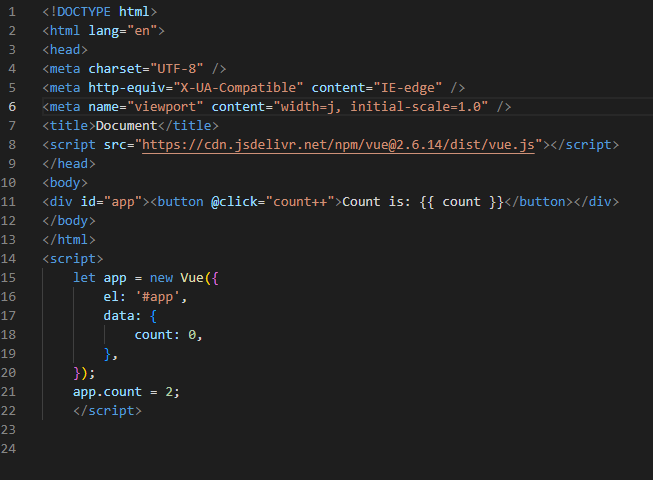 1 <!DOCTYPE html>
2 <html lang="en">
3 <head>
4 <meta charset="UTF-8" />
5 <meta http-equiv="X-UA-Compatible" content="IE-edge" />
6 <meta name="viewport" content="width=j, initial-scale=1.0" />
7 <title>Document</title>
8 <script src="https://cdn.jsdelivr.net/npm/vue@2.6.14/dist/vue.js"></script>
9 </head>
10 <body>
11 <div id="app"><button @click="count++">Count is: {{ count }}</button></div>
12 </body>
13 </html>
14 <script>
15     let app = new Vue({
16         el: '#app',
17         data: {
18             count: 0,
19         },
20     });
21     app.count = 2;
22     </script>
23
24